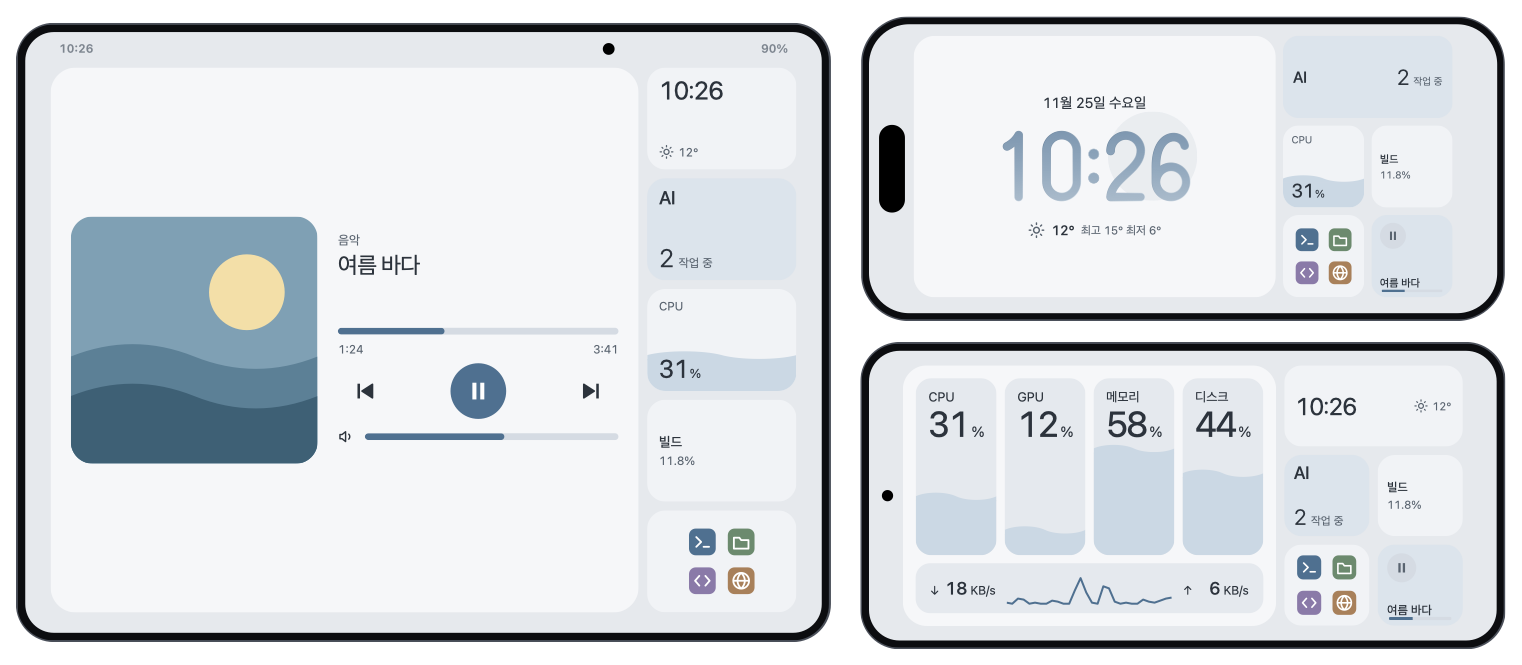 10:26
90%
음악
여름 바다
1:24
3:41
10:26
12°
AI
2 작업 중
CPU
31%
빌드
11.8%
11월 25일 수요일
10:26
12° 최고 15° 최저 6°
AI
2 작업 중
CPU
31%
빌드
11.8%
여름 바다
CPU
31%
GPU
12%
메모리
58%
디스크
44%
↓ 18 KB/s
↑ 6 KB/s
10:26
12°
AI
2 작업 중
빌드
11.8%
여름 바다